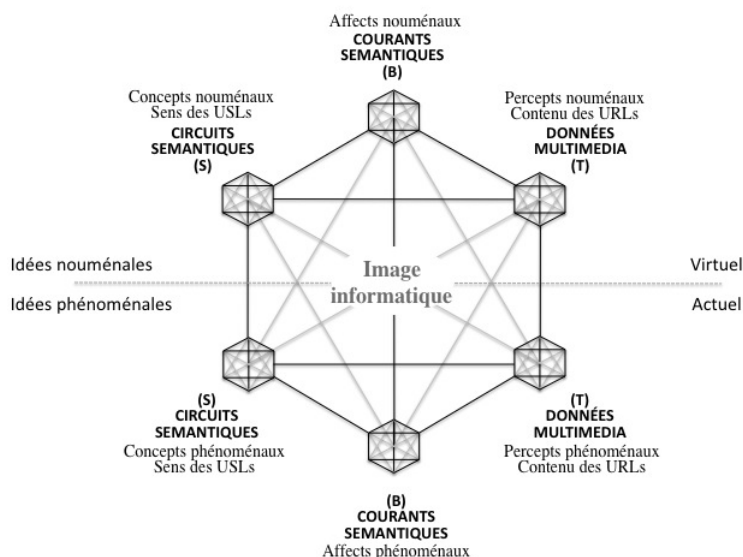 Affects nouménaux
COURANTS
SEMANTIQUES
(B)
Concepts nouménaux
Sens des USLs
CIRCUITS
SEMANTIQUES
(S)
Percepts nouménaux
Contenu des URLs
DONNÉES
MULTIMEDIA
(T)
Idées nouménales
Virtuel
Image
informatique
Idées phénoménales
Actuel
(S)
CIRCUITS
SEMANTIQUES
Concepts phénoménaux
Sens des USLs
(T)
DONNÉES
MULTIMEDIA
Percepts phénoménaux
Contenu des URLs
(B)
COURANTS
SEMANTIQUES
Affects phénoménaux